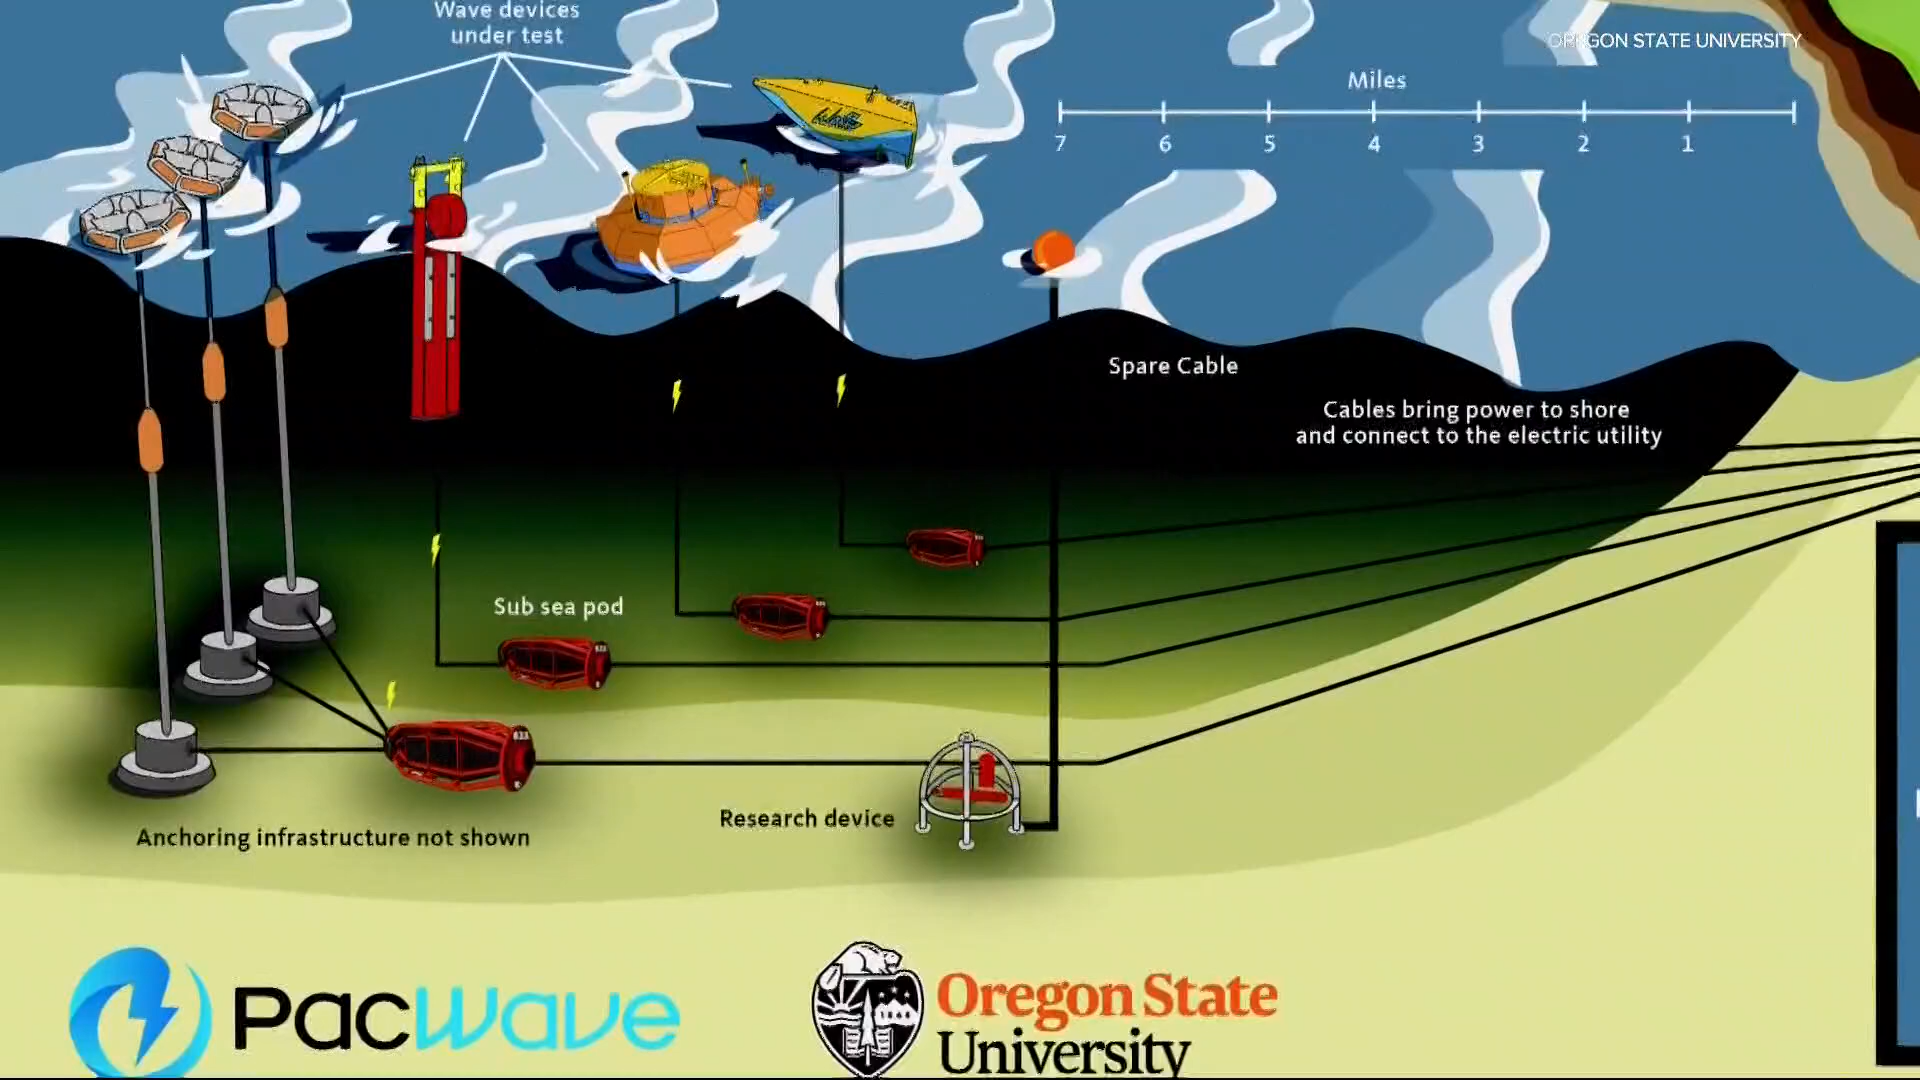 Wave devices
under test
OREGON STATE UNIVERSITY
Miles
7 6 5 4 3 2 1
Spare Cable
Cables bring power to shore
and connect to the electric utility
Sub sea pod
Research device
Anchoring infrastructure not shown
PacWave
Oregon State
University